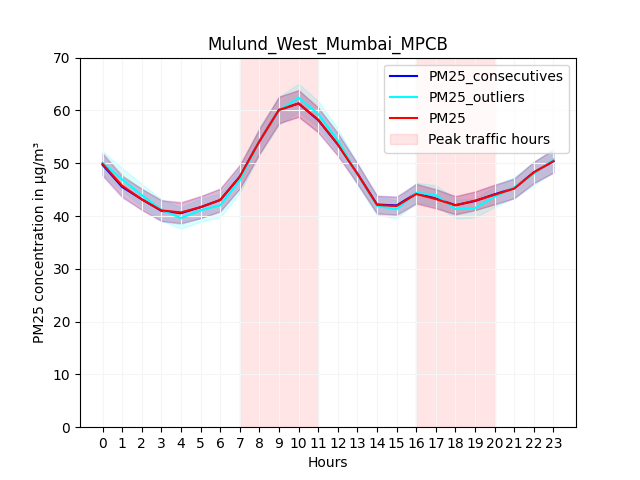 Mulund_West_Mumbai_MPCB
PM25_consecutives
PM25_outliers
PM25
Peak traffic hours
PM25 concentration in µg/m³
70
60
50
40
30
20
10
0
0 1 2 3 4 5 6 7 8 9 10 11 12 13 14 15 16 17 18 19 20 21 22 23
Hours